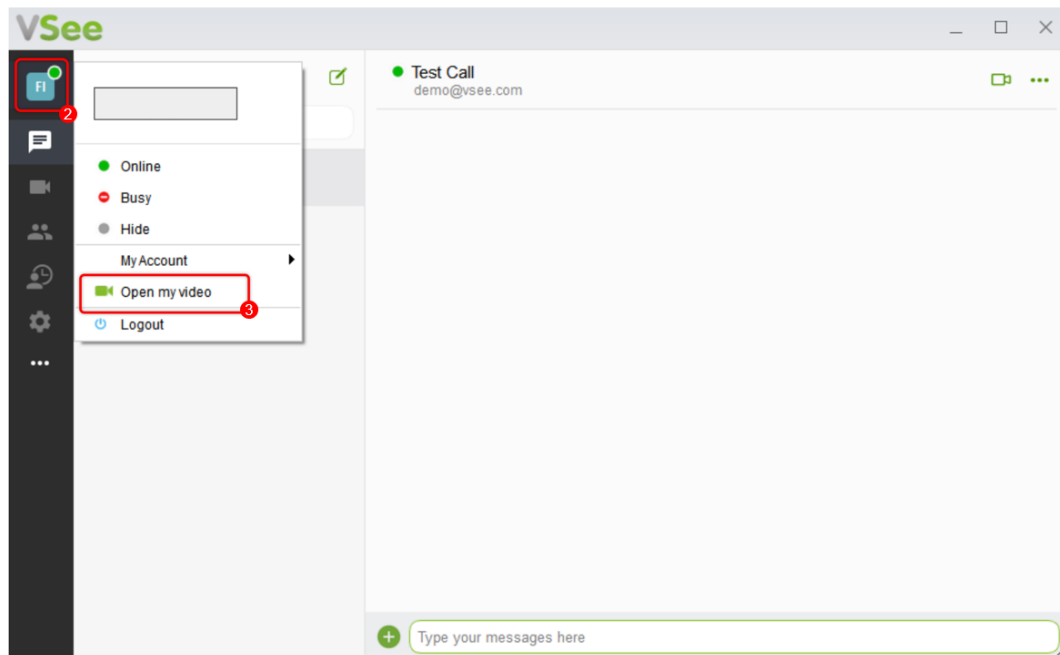 VSee
FI
2
Test Call
demo@vsee.com
Online
Busy
Hide
My Account
Open my video
3
Logout
Type your messages here